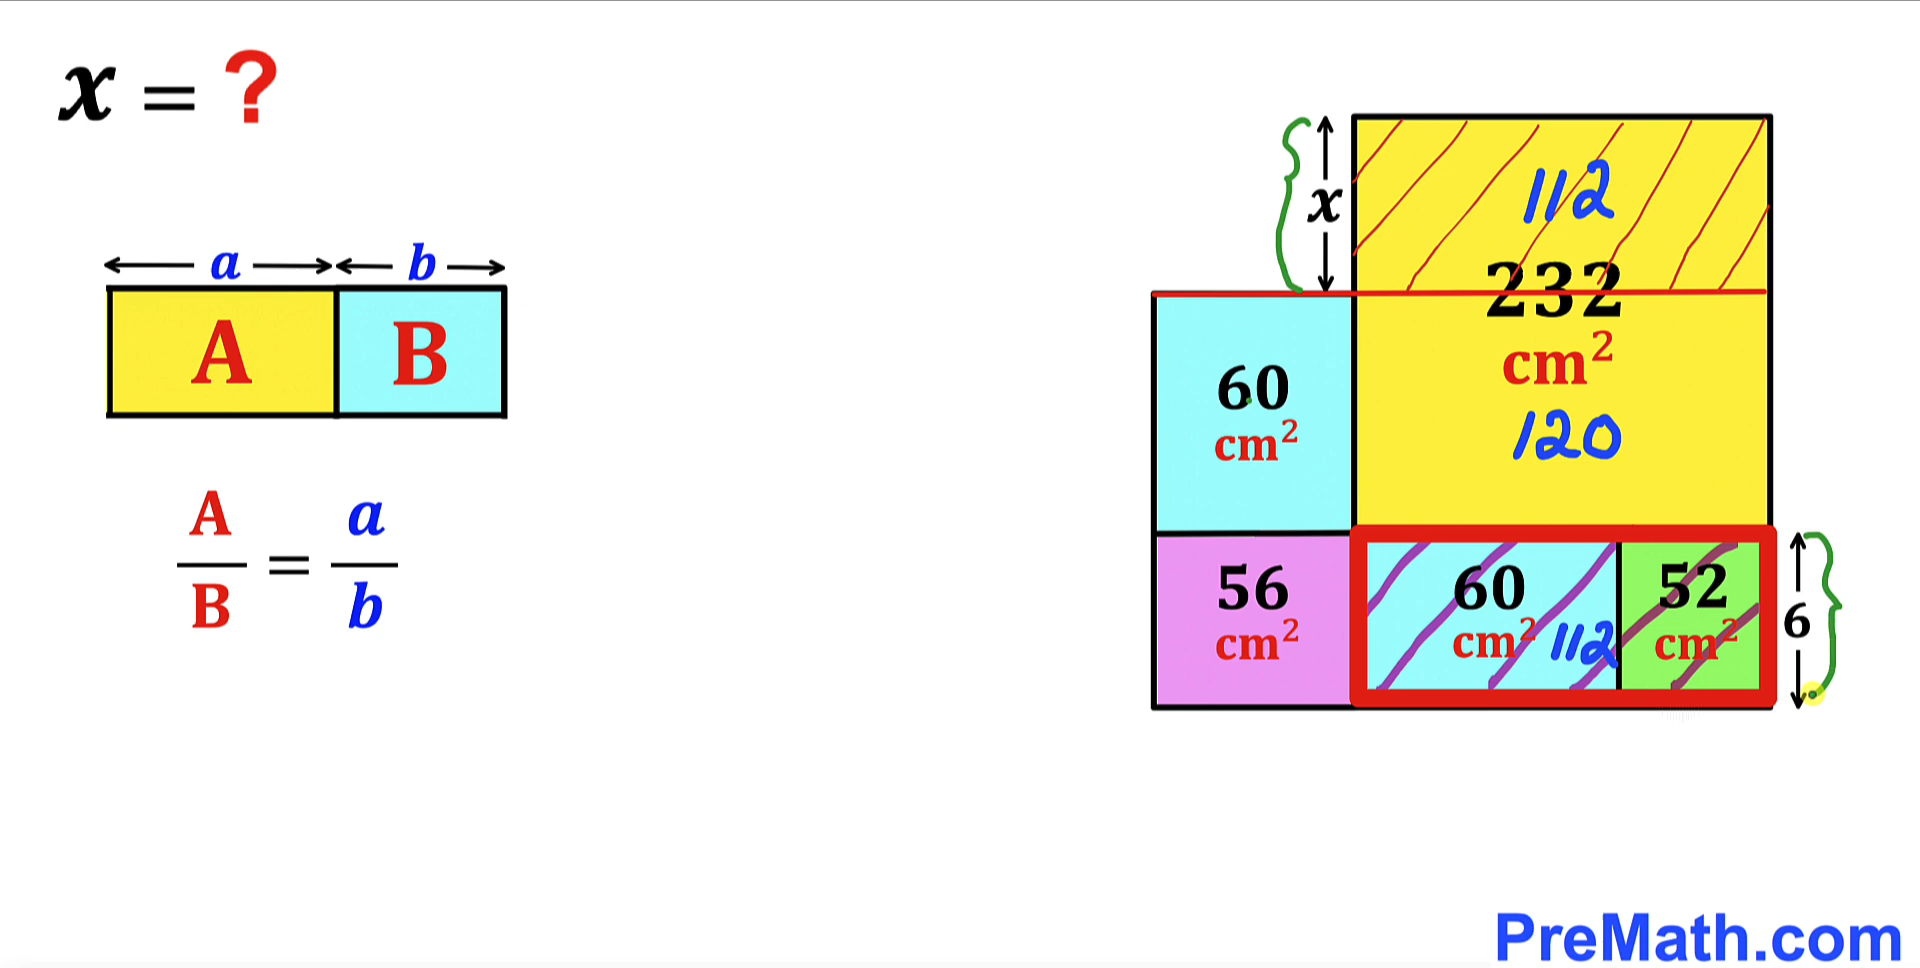 x = ?
a
b
A
B
A
B
=
a
b
x
112
232
cm²
120
60
cm²
56
cm²
60
cm²
112
52
cm²
6
PreMath.com